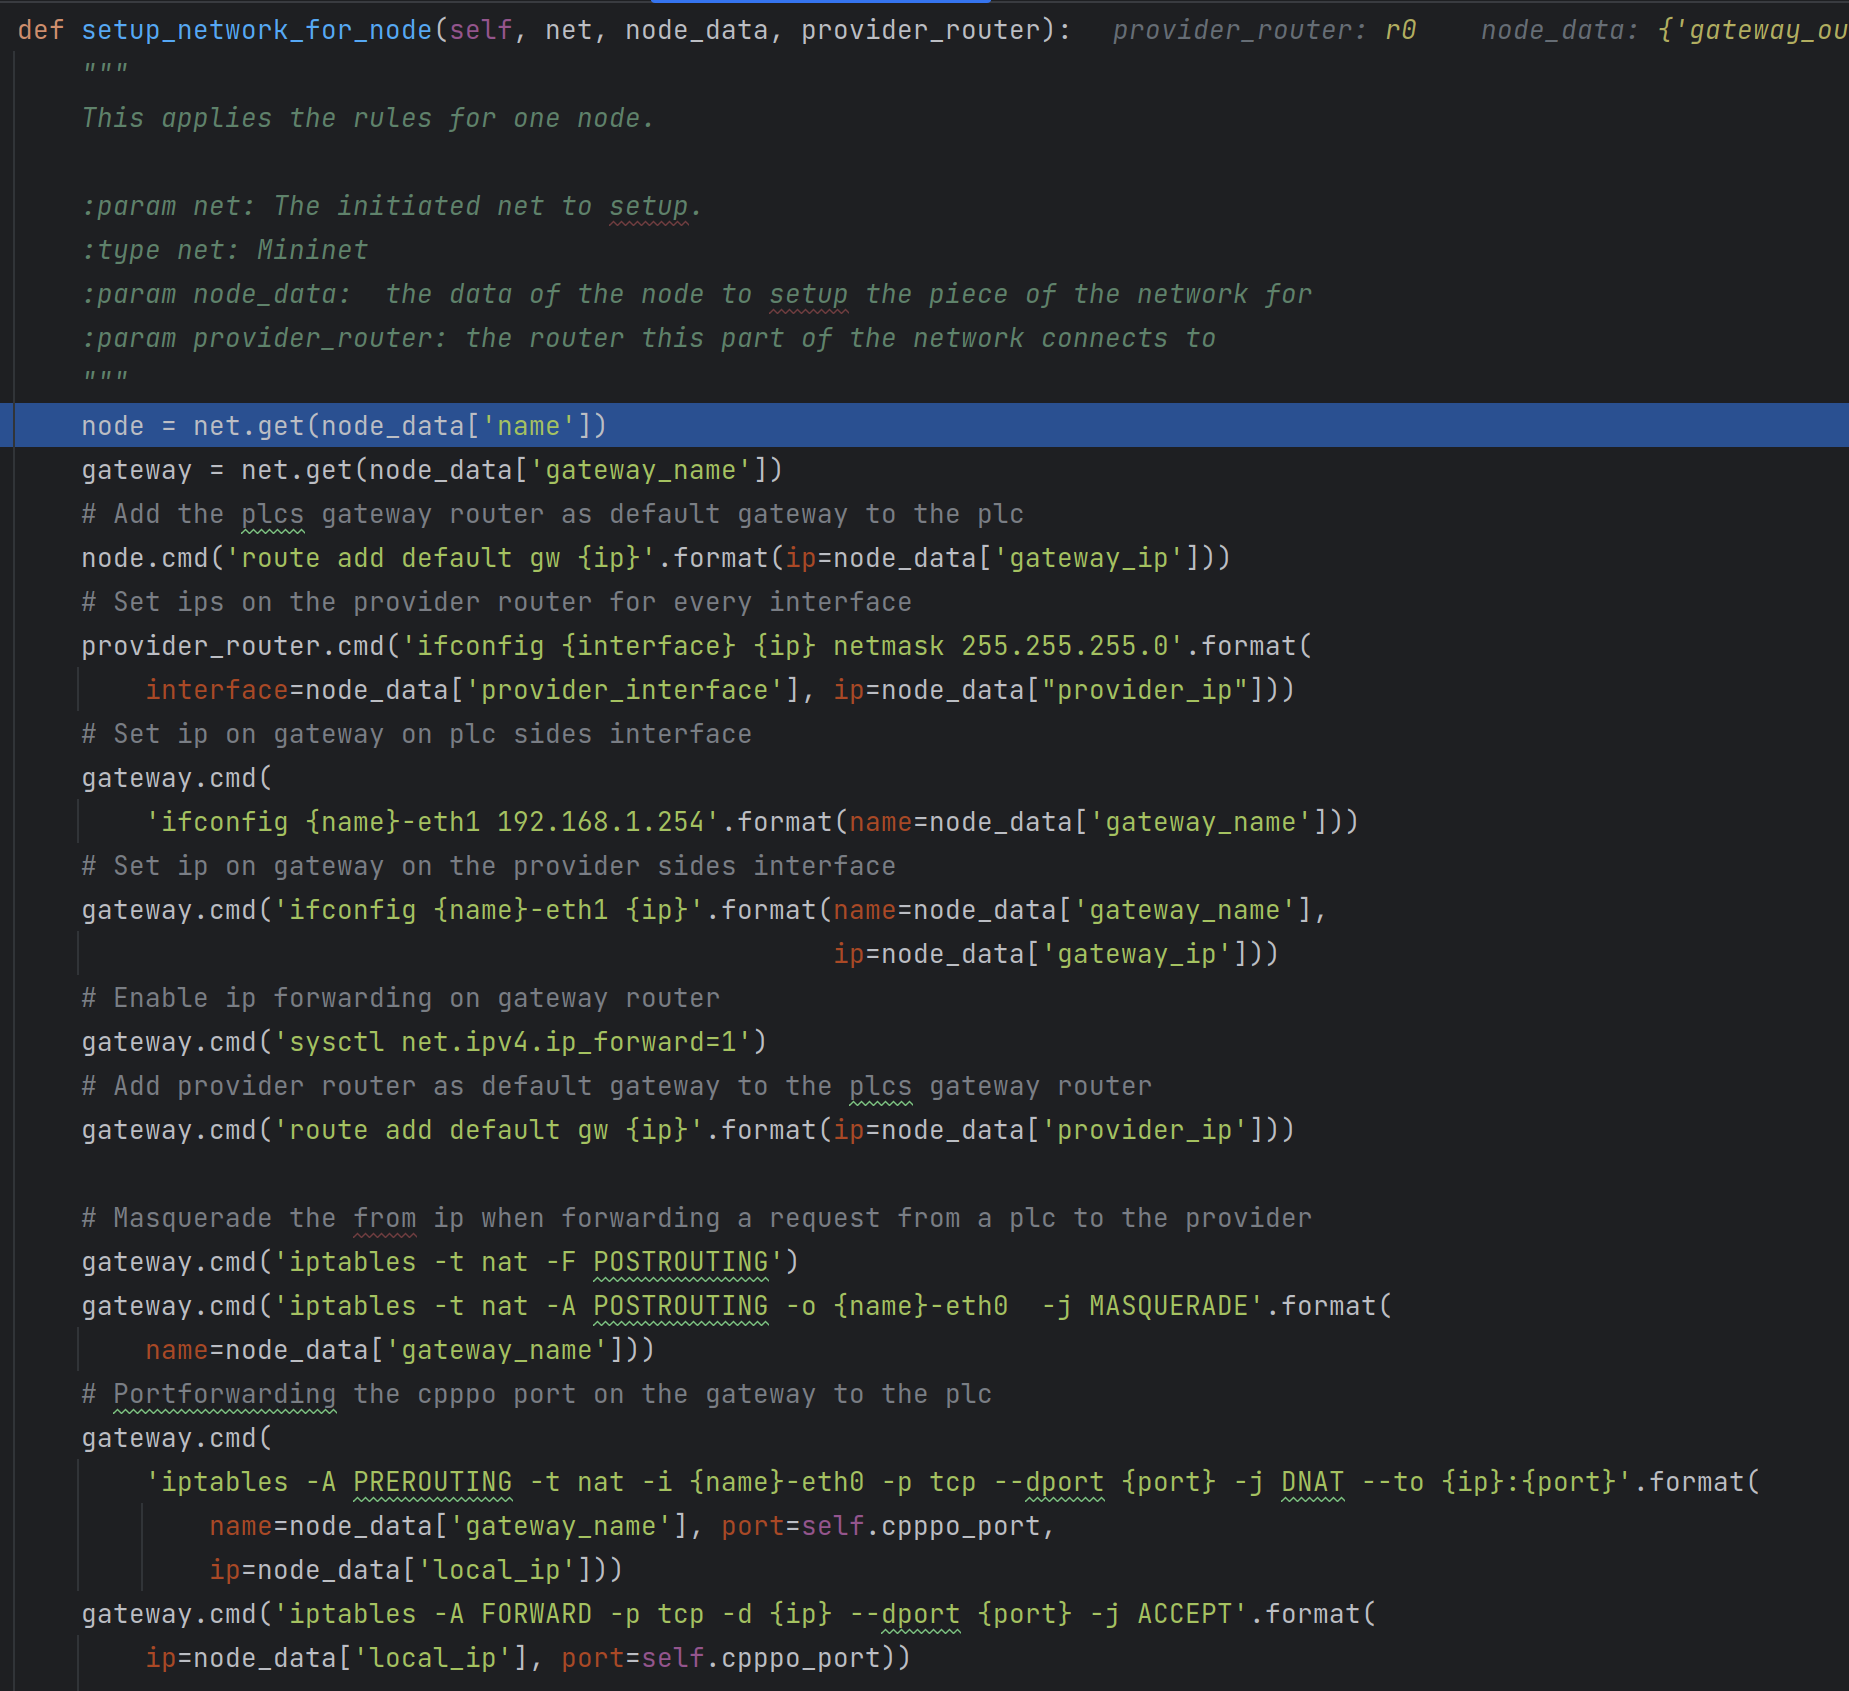 def setup_network_for_node(self, net, node_data, provider_router):   provider_router: r0    node_data: {'gateway_ou
    """
    This applies the rules for one node.

    :param net: The initiated net to setup.
    :type net: Mininet
    :param node_data:  the data of the node to setup the piece of the network for
    :param provider_router: the router this part of the network connects to
    """
    node = net.get(node_data['name'])
    gateway = net.get(node_data['gateway_name'])
    # Add the plcs gateway router as default gateway to the plc
    node.cmd('route add default gw {ip}'.format(ip=node_data['gateway_ip']))
    # Set ips on the provider router for every interface
    provider_router.cmd('ifconfig {interface} {ip} netmask 255.255.255.0'.format(
        interface=node_data['provider_interface'], ip=node_data["provider_ip"]))
    # Set ip on gateway on plc sides interface
    gateway.cmd(
        'ifconfig {name}-eth1 192.168.1.254'.format(name=node_data['gateway_name']))
    # Set ip on gateway on the provider sides interface
    gateway.cmd('ifconfig {name}-eth1 {ip}'.format(name=node_data['gateway_name'],
                                                   ip=node_data['gateway_ip']))
    # Enable ip forwarding on gateway router
    gateway.cmd('sysctl net.ipv4.ip_forward=1')
    # Add provider router as default gateway to the plcs gateway router
    gateway.cmd('route add default gw {ip}'.format(ip=node_data['provider_ip']))

    # Masquerade the from ip when forwarding a request from a plc to the provider
    gateway.cmd('iptables -t nat -F POSTROUTING')
    gateway.cmd('iptables -t nat -A POSTROUTING -o {name}-eth0  -j MASQUERADE'.format(
        name=node_data['gateway_name']))
    # Portforwarding the cpppo port on the gateway to the plc
    gateway.cmd(
        'iptables -A PREROUTING -t nat -i {name}-eth0 -p tcp --dport {port} -j DNAT --to {ip}:{port}'.format(
            name=node_data['gateway_name'], port=self.cpppo_port,
            ip=node_data['local_ip']))
    gateway.cmd('iptables -A FORWARD -p tcp -d {ip} --dport {port} -j ACCEPT'.format(
        ip=node_data['local_ip'], port=self.cpppo_port))